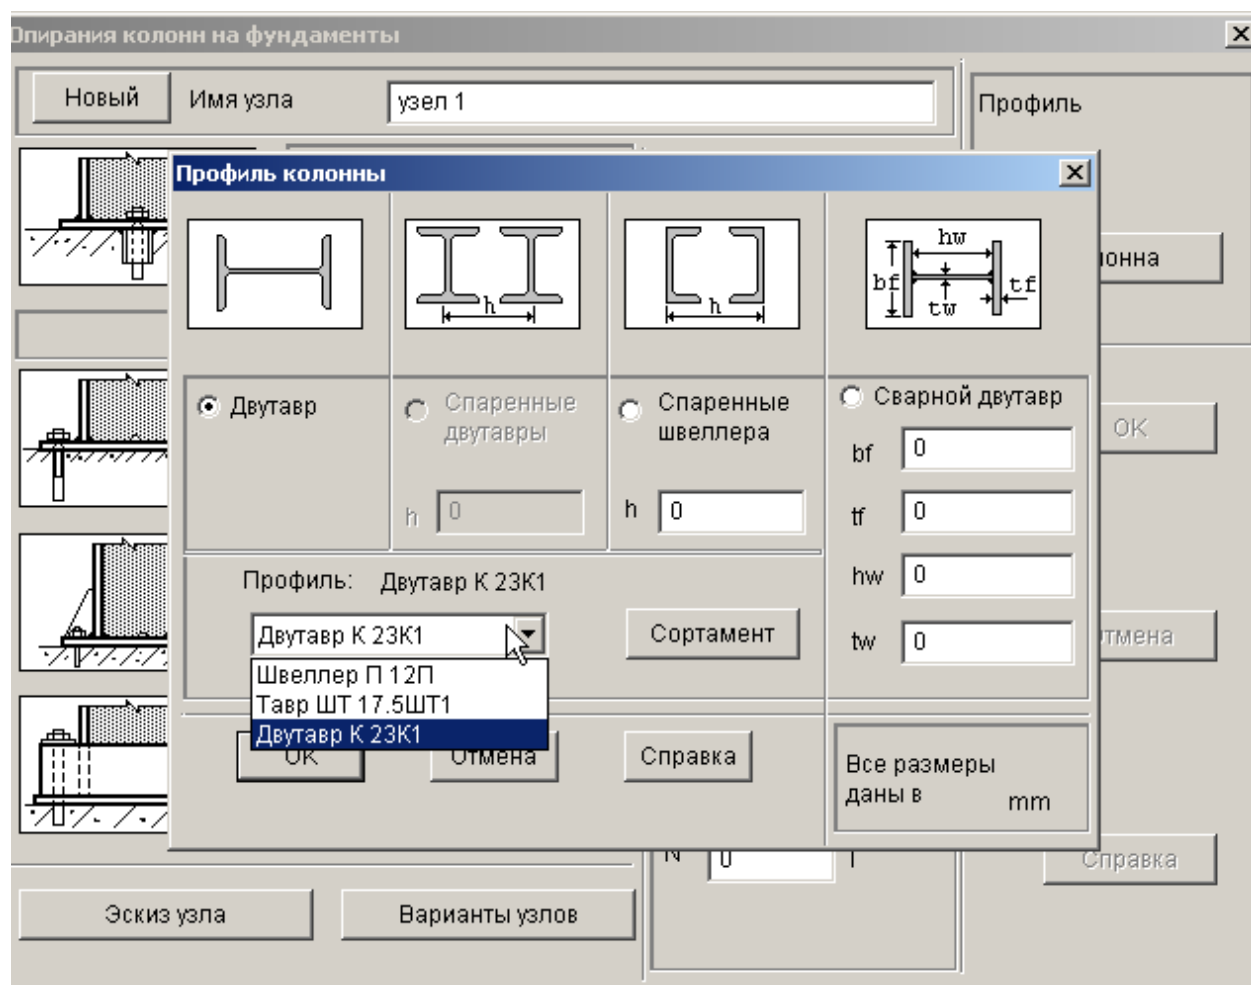 Опирания колонн на фундаменты
Новый
Имя узла
узел 1
Профиль
Профиль колонны
h
h
hw
bf
tw
tf
Двутавр
Спаренные
двутавры
h
0
Спаренные
швеллера
h
0
Сварной двутавр
bf
0
tf
0
hw
0
tw
0
онна
OK
Профиль:
Двутавр К 23К1
Двутавр К 23К1
Швеллер П 12П
Тавр ШТ 17.5ШТ1
Двутавр К 23К1
Сортамент
тмена
OK
Отмена
Справка
Все размеры
даны в
mm
N
0
Т
Справка
Эскиз узла
Варианты узлов